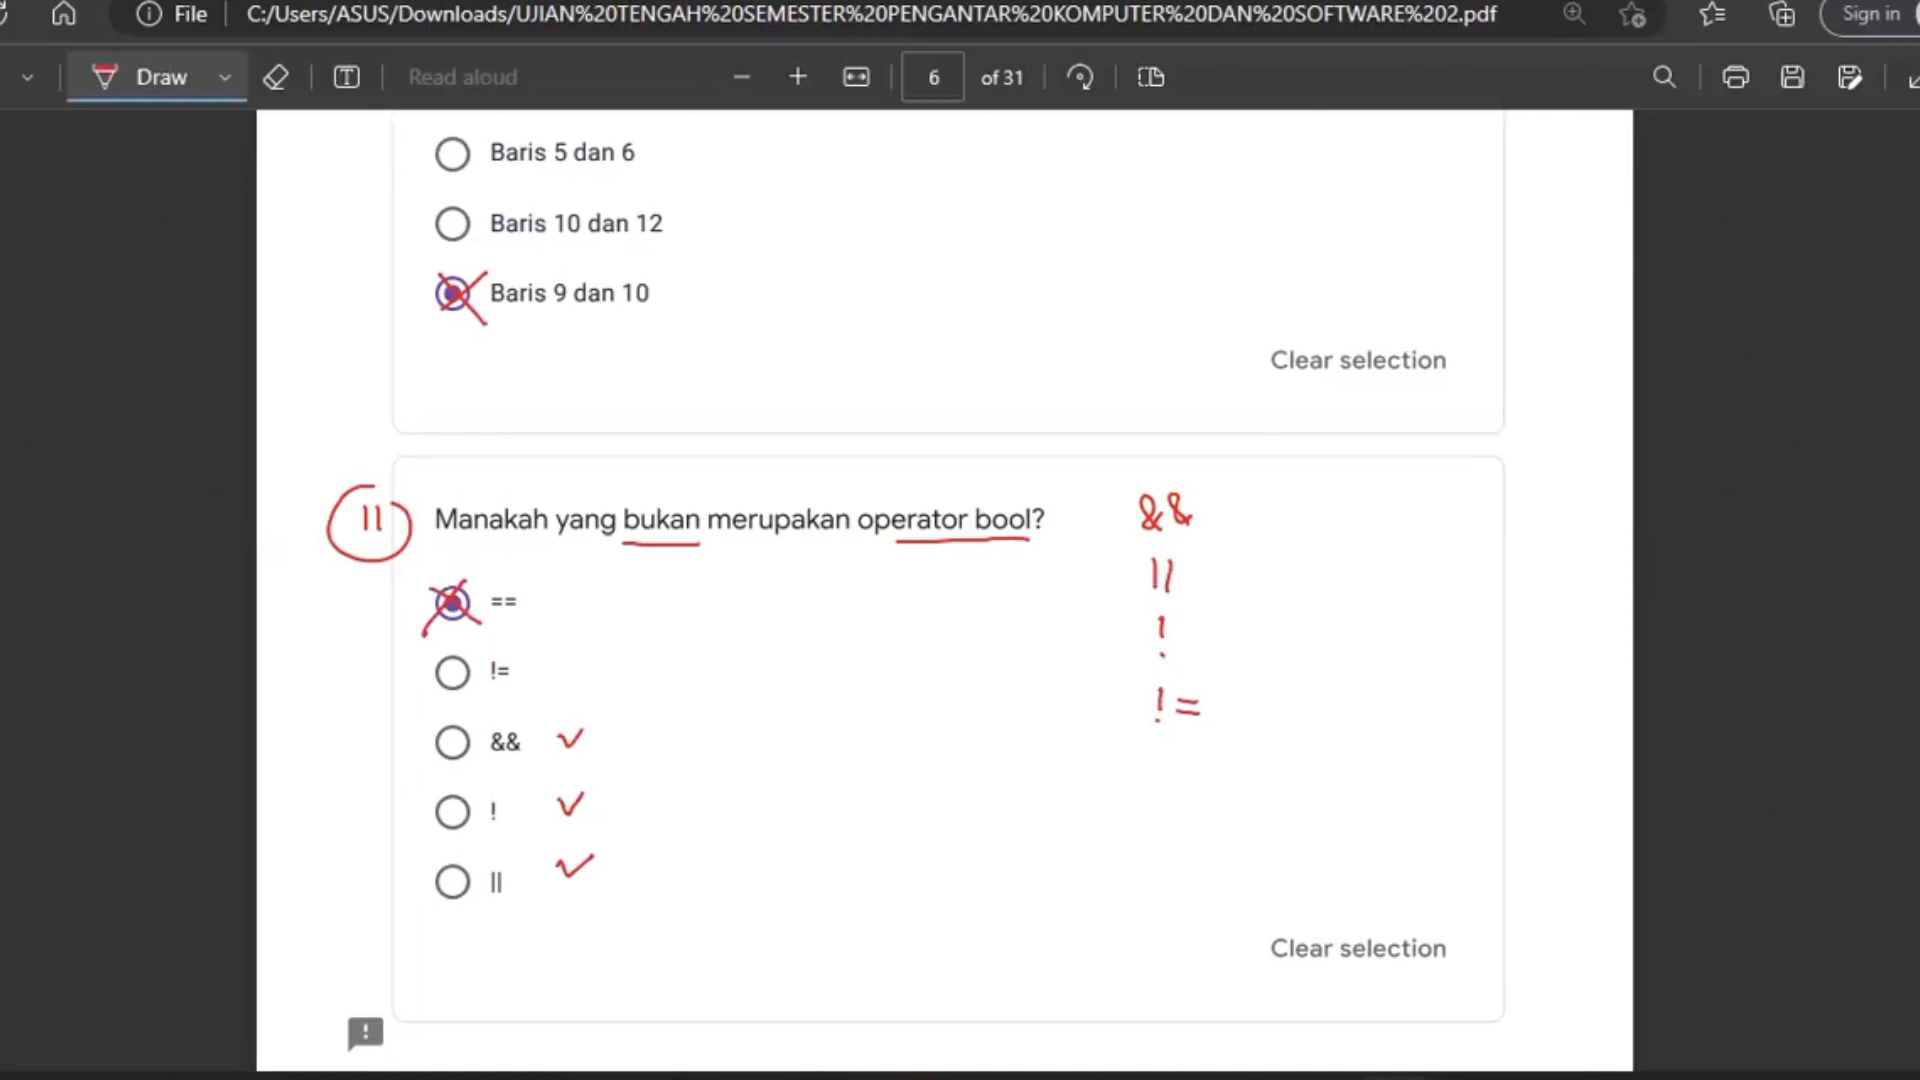 File C:/Users/ASUS/Downloads/UJIAN%20TENGAH%20SEMESTER%20PENGANTAR%20KOMPUTER%20DAN%20SOFTWARE%202.pdf Sign in
Draw Read aloud 6 of 31
Baris 5 dan 6
Baris 10 dan 12
Baris 9 dan 10
Clear selection
11 Manakah yang bukan merupakan operator bool? &&
||
!
!=
==
!=
&&
!
||
Clear selection